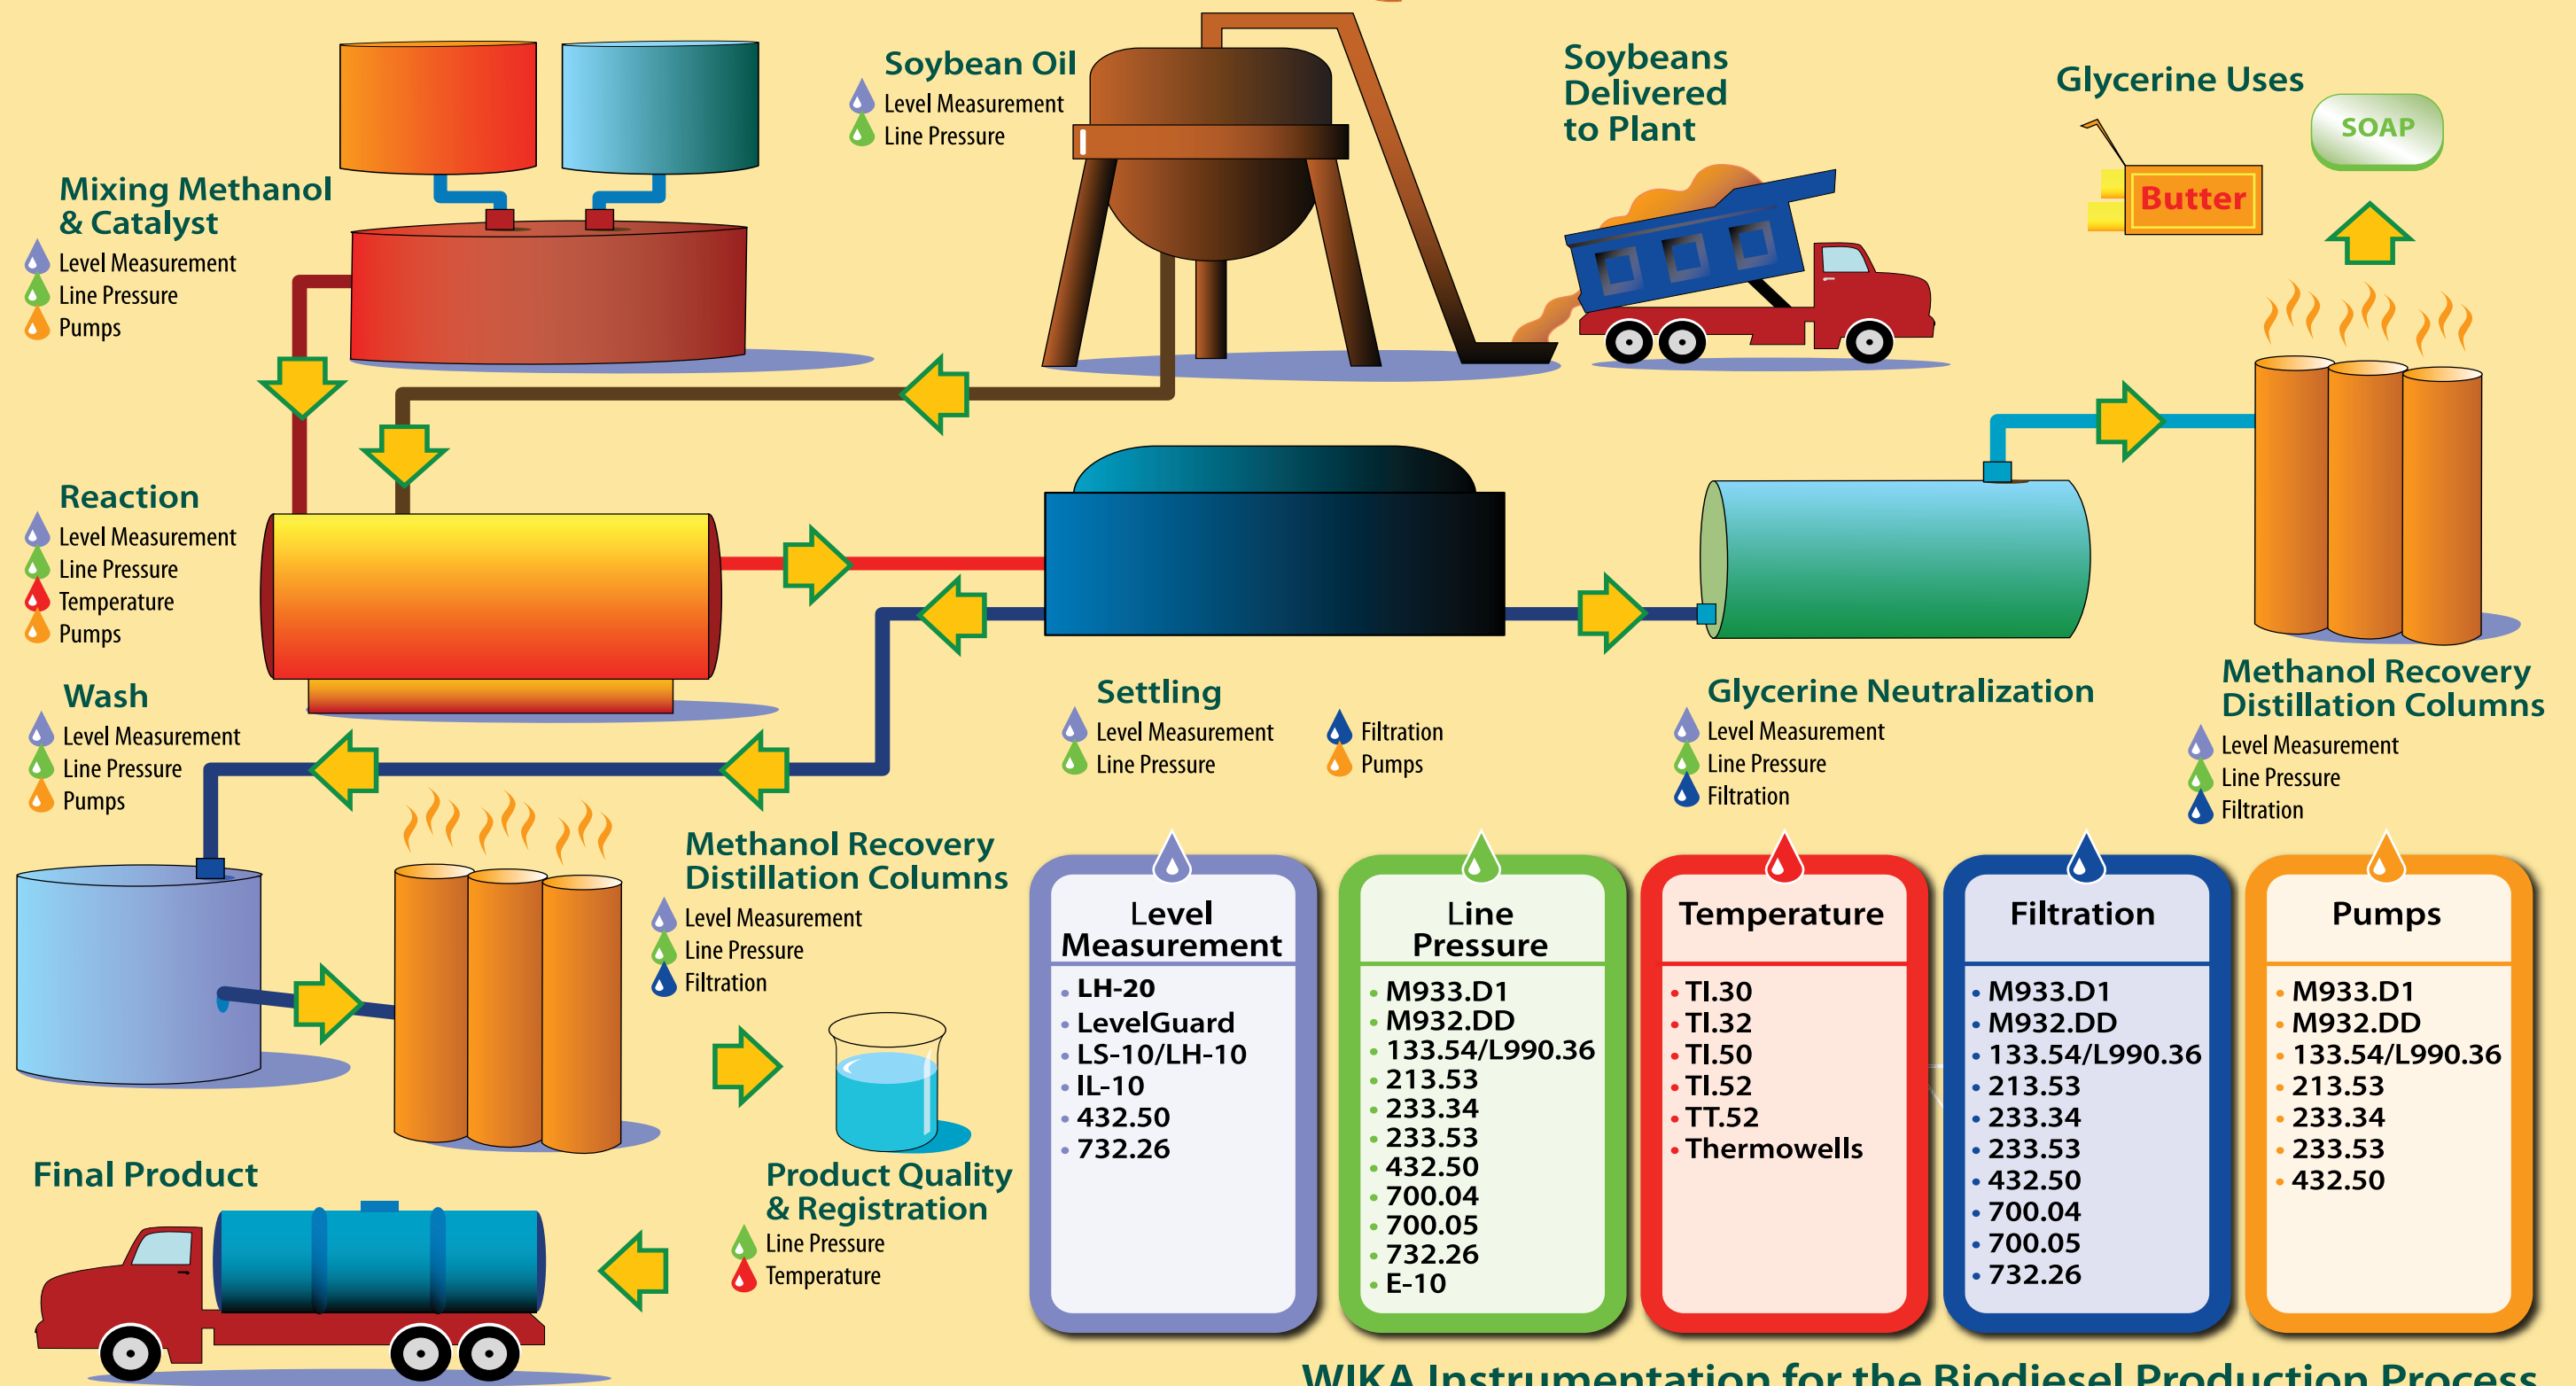 Soybean Oil
Level Measurement
Line Pressure
Soybeans
Delivered
to Plant
Glycerine Uses
SOAP
Butter
Mixing Methanol
& Catalyst
Level Measurement
Line Pressure
Pumps
Reaction
Level Measurement
Line Pressure
Temperature
Pumps
Wash
Level Measurement
Line Pressure
Pumps
Settling
Level Measurement
Line Pressure
Filtration
Pumps
Glycerine Neutralization
Level Measurement
Line Pressure
Filtration
Methanol Recovery
Distillation Columns
Level Measurement
Line Pressure
Filtration
Methanol Recovery
Distillation Columns
Level Measurement
Line Pressure
Filtration
Product Quality
& Registration
Line Pressure
Temperature
Final Product
Level
Measurement
• LH-20
• LevelGuard
• LS-10/LH-10
• IL-10
• 432.50
• 732.26
Line
Pressure
• M933.D1
• M932.DD
• 133.54/L990.36
• 213.53
• 233.34
• 233.53
• 432.50
• 700.04
• 700.05
• 732.26
• E-10
Temperature
• TI.30
• TI.32
• TI.50
• TI.52
• TT.52
• Thermowells
Filtration
• M933.D1
• M932.DD
• 133.54/L990.36
• 213.53
• 233.34
• 233.53
• 432.50
• 700.04
• 700.05
• 732.26
Pumps
• M933.D1
• M932.DD
• 133.54/L990.36
• 213.53
• 233.34
• 233.53
• 432.50
WIKA Instrumentation for the Biodiesel Production Process